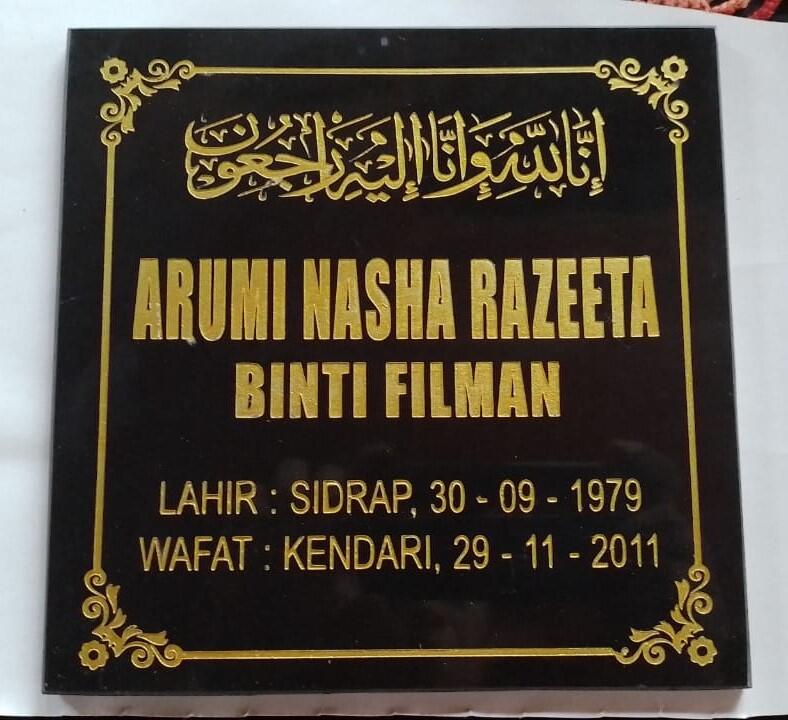 إنا لله وإنا إليه راجعون
ARUMI NASHA RAZEETA
BINTI FILMAN
LAHIR : SIDRAP, 30 - 09 - 1979
WAFAT : KENDARI, 29 - 11 - 2011